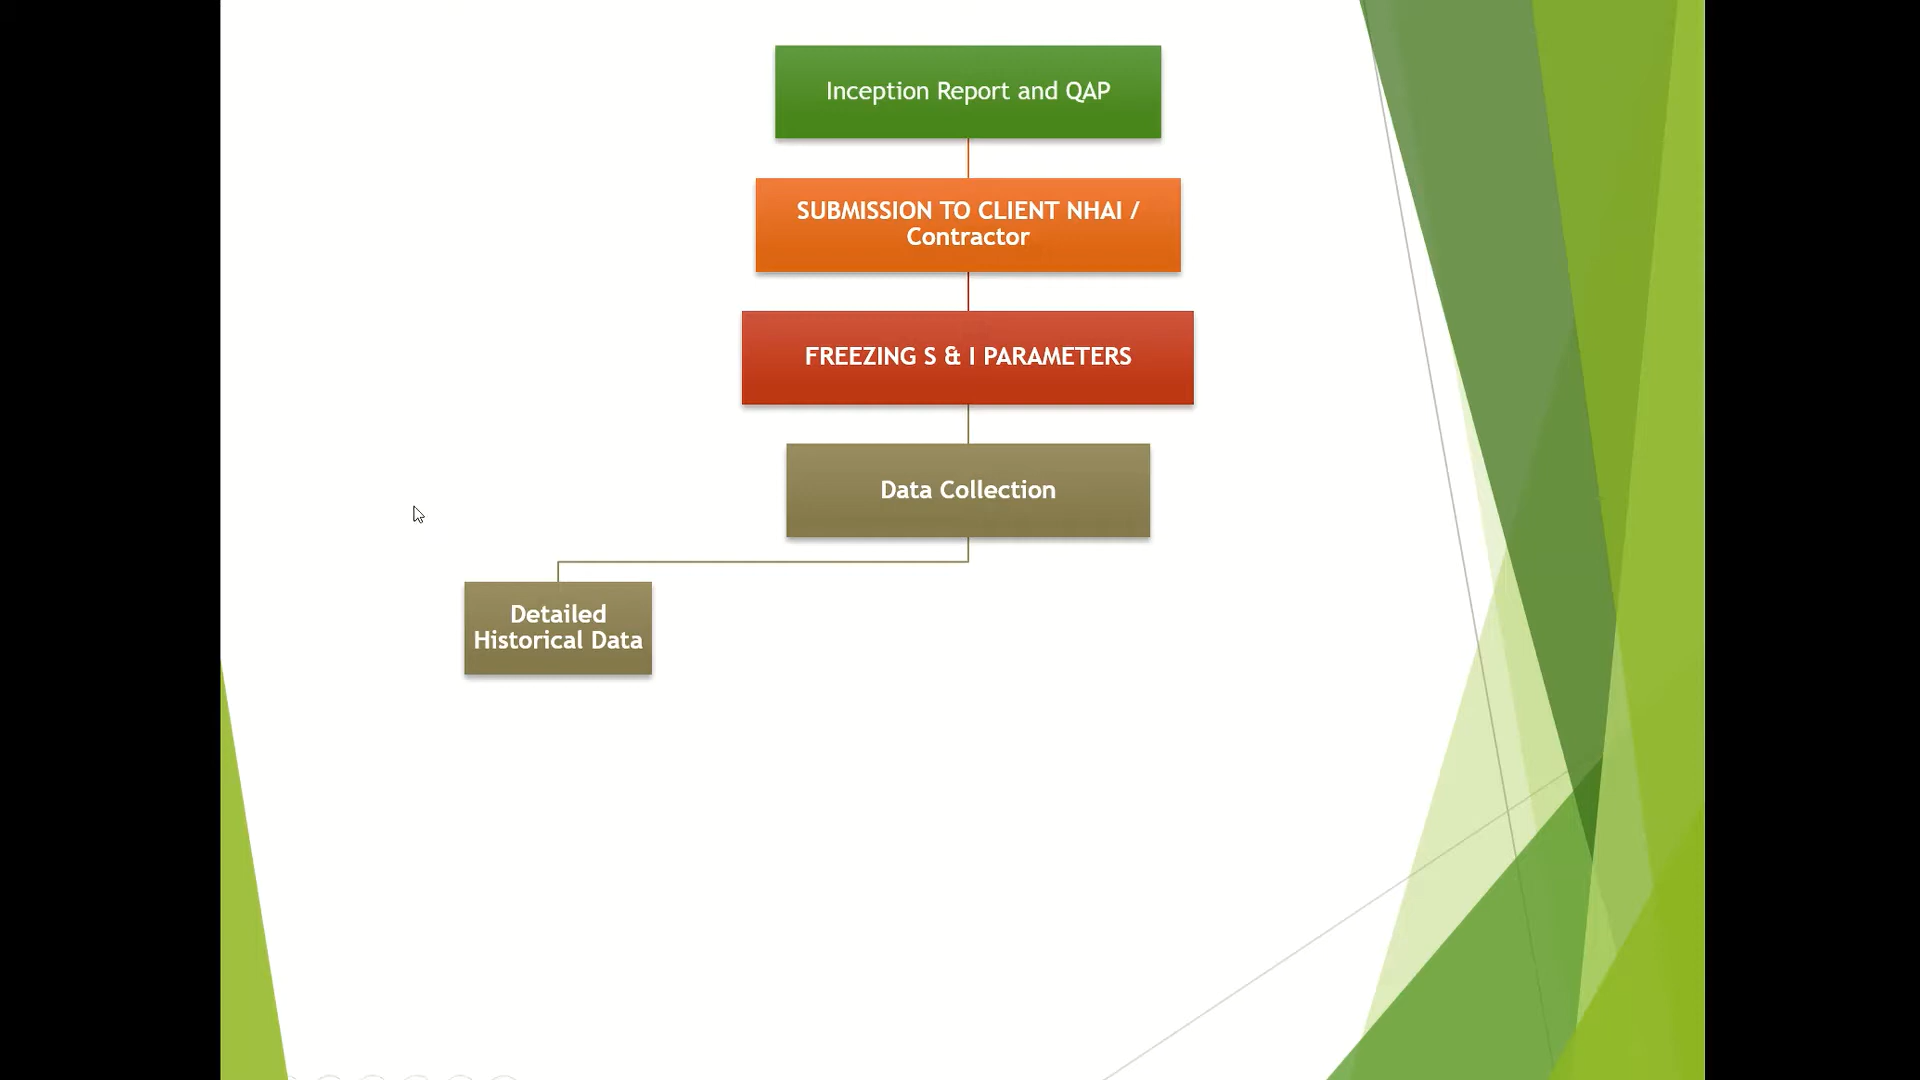 Inception Report and QAP
SUBMISSION TO CLIENT NHAI /
Contractor
FREEZING S & I PARAMETERS
Data Collection
Detailed
Historical Data